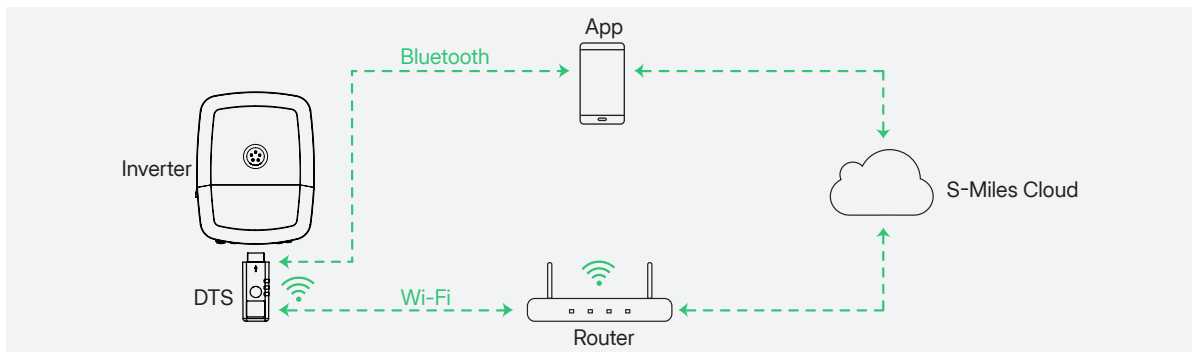 App
Bluetooth
Inverter
S-Miles Cloud
DTS
Wi-Fi
Router